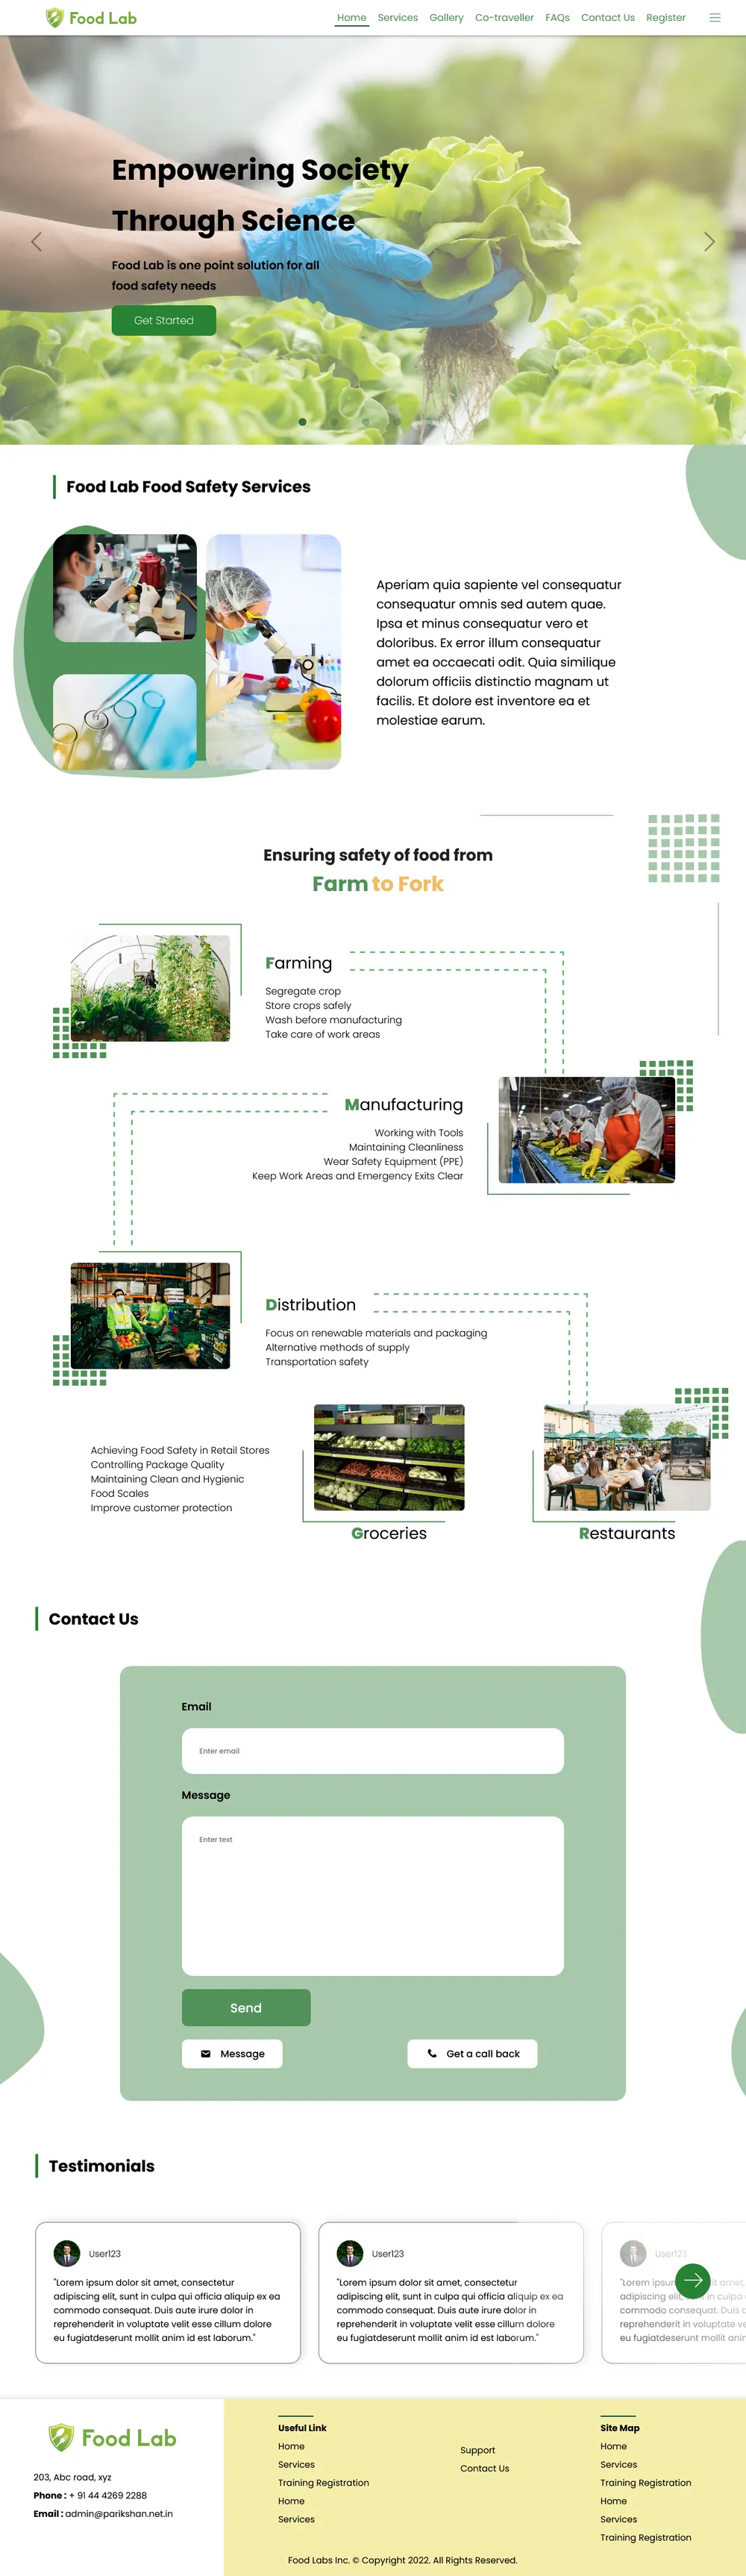 Food Lab
Home Services Gallery Co-traveller FAQs Contact Us Register
Empowering Society
Through Science
Food Lab is one point solution for all
food safety needs
Get Started
Food Lab Food Safety Services
Aperiam quia sapiente vel consequatur
consequatur omnis sed autem quae.
Ipsa et minus consequatur vero et
doloribus. Ex error illum consequatur
amet ea occaecati odit. Quia similique
dolorum officiis distinctio magnam ut
facilis. Et dolore est inventore ea et
molestiae earum.
Ensuring safety of food from
Farm to Fork
Farming
Segregate crop
Store crops safely
Wash before manufacturing
Take care of work areas
Manufacturing
Working with Tools
Maintaining Cleanliness
Wear Safety Equipment (PPE)
Keep Work Areas and Emergency Exits Clear
Distribution
Focus on renewable materials and packaging
Alternative methods of supply
Transportation safety
Achieving Food Safety in Retail Stores
Controlling Package Quality
Maintaining Clean and Hygienic
Food Scales
Improve customer protection
Groceries
Restaurants
Contact Us
Email
Enter email
Message
Enter text
Send
Message
Get a call back
Testimonials
User123
"Lorem ipsum dolor sit amet, consectetur
adipiscing elit, sunt in culpa qui officia aliquip ex ea
commodo consequat. Duis aute irure dolor in
reprehenderit in voluptate velit esse cillum dolore
eu fugiatdeserunt mollit anim id est laborum."
User123
"Lorem ipsum dolor sit amet, consectetur
adipiscing elit, sunt in culpa qui officia aliquip ex ea
commodo consequat. Duis aute irure dolor in
reprehenderit in voluptate velit esse cillum dolore
eu fugiatdeserunt mollit anim id est laborum."
User123
"Lorem sit amet,
adipiscing in culpa
commodo consequat. Duis
reprehenderit in voluptate
eu fugiatdeserunt mollit
Food Lab
203, Abc road, xyz
Phone : + 91 44 4269 2288
Email : admin@parikshan.net.in
Useful Link
Home
Services
Training Registration
Home
Services
Support
Contact Us
Site Map
Home
Services
Training Registration
Home
Services
Training Registration
Food Labs Inc. © Copyright 2022. All Rights Reserved.